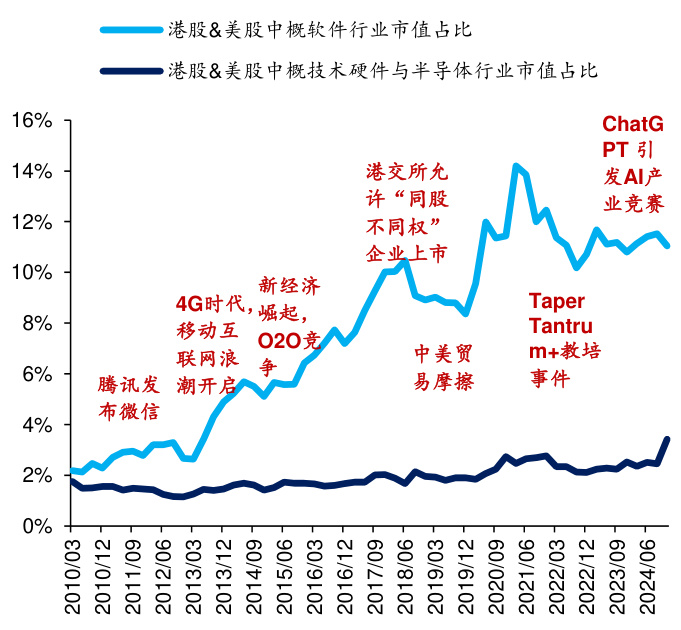 港股&美股中概软件行业市值占比
港股&美股中概技术硬件与半导体行业市值占比
16%
14%
12%
10%
8%
6%
4%
2%
0%
ChatG
PT 引
发AI产
业竞赛
港交所允
许“同股
不同权”
企业上市
新经济
崛起，
O2O竞
争
4G时代，
移动互
联网浪
潮开启
腾讯发
布微信
中美贸
易摩擦
Taper
Tantru
m+教培
事件
2010/03
2010/12
2011/09
2012/06
2013/03
2013/12
2014/09
2015/06
2016/03
2016/12
2017/09
2018/06
2019/03
2019/12
2020/09
2021/06
2022/03
2022/12
2023/09
2024/06